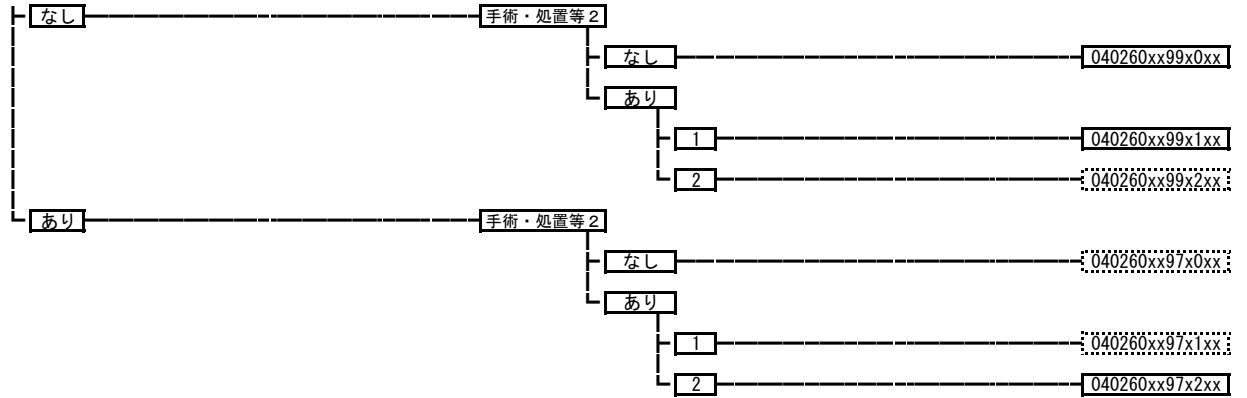 なし 手術・処置等2
なし 040260xx99x0xx
あり
1 040260xx99x1xx
2 040260xx99x2xx
あり 手術・処置等2
なし 040260xx97x0xx
あり
1 040260xx97x1xx
2 040260xx97x2xx